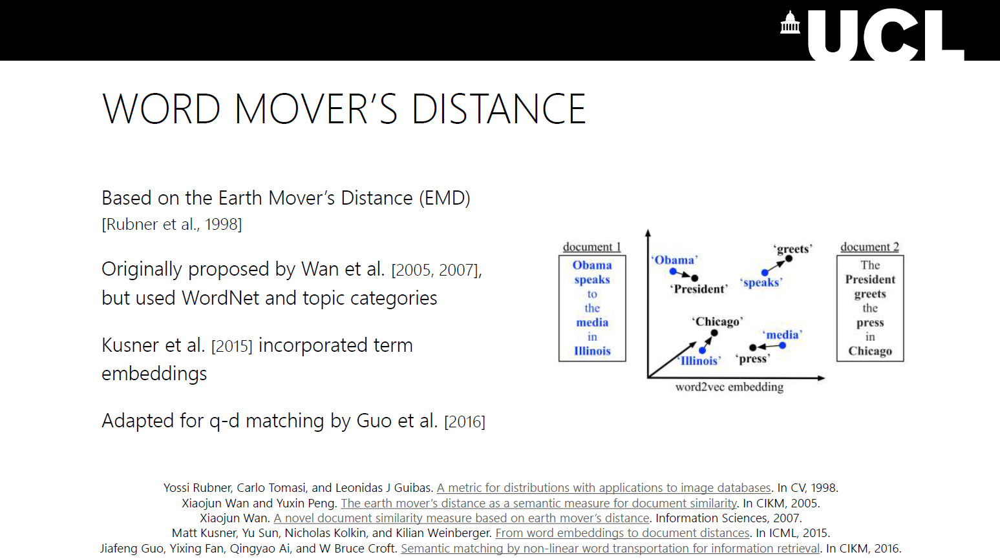 UCL
WORD MOVER’S DISTANCE
Based on the Earth Mover’s Distance (EMD)
[Rubner et al., 1998]
Originally proposed by Wan et al. [2005, 2007],
but used WordNet and topic categories
Kusner et al. [2015] incorporated term
embeddings
Adapted for q-d matching by Guo et al. [2016]
document 1
Obama
speaks
to
the
media
in
Illinois
‘Obama’
‘President’
‘greets’
‘speaks’
‘Chicago’
‘Illinois’
‘media’
‘press’
word2vec embedding
document 2
The
President
greets
the
press
in
Chicago
Yossi Rubner, Carlo Tomasi, and Leonidas J Guibas. A metric for distributions with applications to image databases. In CV, 1998.
Xiaojun Wan and Yuxin Peng. The earth mover’s distance as a semantic measure for document similarity. In CIKM, 2005.
Xiaojun Wan. A novel document similarity measure based on earth mover’s distance. Information Sciences, 2007.
Matt Kusner, Yu Sun, Nicholas Kolkin, and Kilian Weinberger. From word embeddings to document distances. In ICML, 2015.
Jiafeng Guo, Yixing Fan, Qingyao Ai, and W Bruce Croft. Semantic matching by non-linear word transportation for information retrieval. In CIKM, 2016.